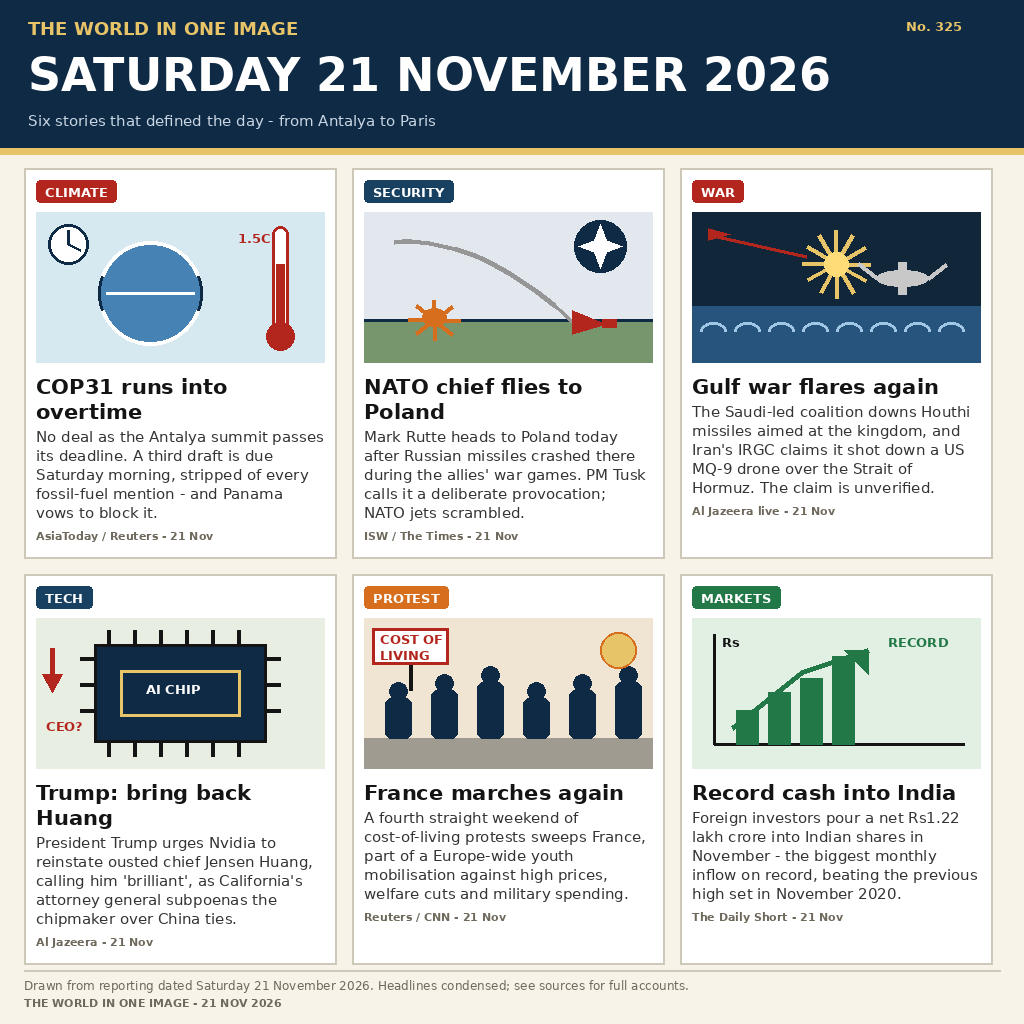 THE WORLD IN ONE IMAGE
No. 325
SATURDAY 21 NOVEMBER 2026
Six stories that defined the day - from Antalya to Paris
CLIMATE
1.5C
COP31 runs into
overtime
No deal as the Antalya summit passes
its deadline. A third draft is due
Saturday morning, stripped of every
fossil-fuel mention - and Panama
vows to block it.
AsiaToday / Reuters - 21 Nov
SECURITY
NATO chief flies to
Poland
Mark Rutte heads to Poland today
after Russian missiles crashed there
during the allies' war games. PM Tusk
calls it a deliberate provocation;
NATO jets scrambled.
ISW / The Times - 21 Nov
WAR
Gulf war flares again
The Saudi-led coalition downs Houthi
missiles aimed at the kingdom, and
Iran's IRGC claims it shot down a US
MQ-9 drone over the Strait of
Hormuz. The claim is unverified.
Al Jazeera live - 21 Nov
TECH
AI CHIP
CEO?
Trump: bring back
Huang
President Trump urges Nvidia to
reinstate ousted chief Jensen Huang,
calling him 'brilliant', as California's
attorney general subpoenas the
chipmaker over China ties.
Al Jazeera - 21 Nov
PROTEST
COST OF
LIVING
France marches again
A fourth straight weekend of
cost-of-living protests sweeps France,
part of a Europe-wide youth
mobilisation against high prices,
welfare cuts and military spending.
Reuters / CNN - 21 Nov
MARKETS
Rs
RECORD
Record cash into India
Foreign investors pour a net Rs1.22
lakh crore into Indian shares in
November - the biggest monthly
inflow on record, beating the previous
high set in November 2020.
The Daily Short - 21 Nov
Drawn from reporting dated Saturday 21 November 2026. Headlines condensed; see sources for full accounts.
THE WORLD IN ONE IMAGE - 21 NOV 2026